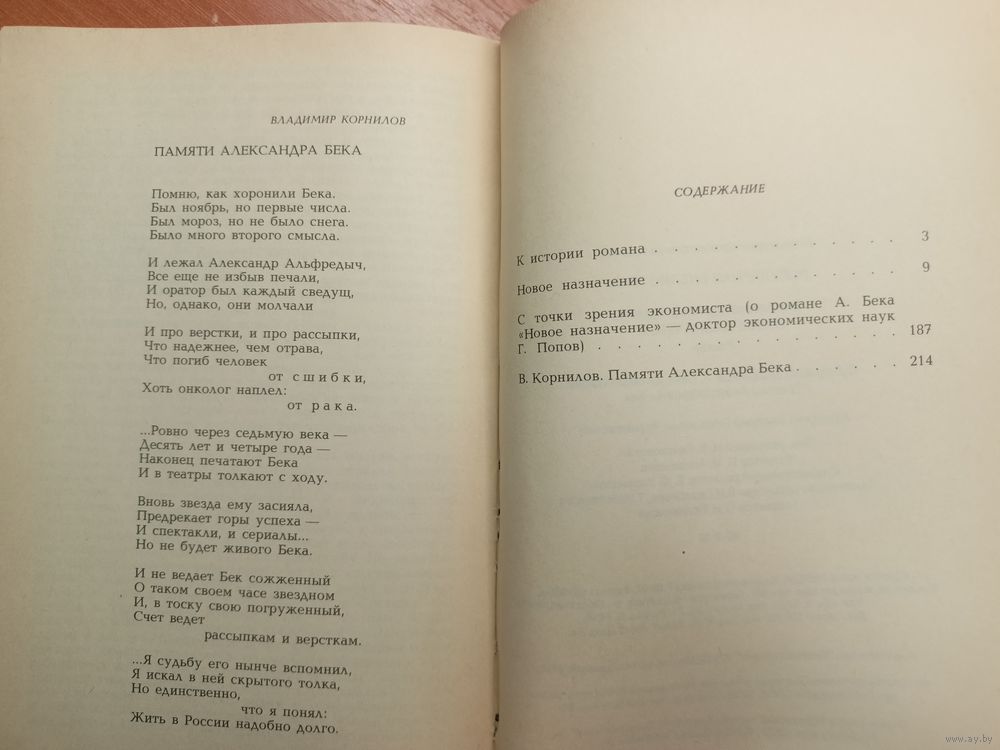 ВЛАДИМИР КОРНИЛОВ
ПАМЯТИ АЛЕКСАНДРА БЕКА
Помню, как хоронили Бека.
Был ноябрь, но первые числа.
Был мороз, но не было снега.
Было много второго смысла.
И лежал Александр Альфредыч,
Все еще не избыв печали,
И оратор был каждый сведущ,
Но, однако, они молчали
И про верстки, и про рассыпки,
Что надежнее, чем отрава,
Что погиб человек
от с ш и б к и,
Хоть онколог наплел:
от р а к а.
...Ровно через седьмую века —
Десять лет и четыре года —
Наконец печатают Бека
И в театры толкают с ходу.
Вновь звезда ему засияла,
Предрекает горы успеха —
И спектакли, и сериалы...
Но не будет живого Бека.
И не ведает Бек сожженный
О таком своем часе звездном
И, в тоску свою погруженный,
Счет ведет
рассыпкам и версткам.
...Я судьбу его нынче вспомнил,
Я искал в ней скрытого толка,
Но единственно,
что я понял:
Жить в России надобно долго.
СОДЕРЖАНИЕ
К истории романа . . . . . . . . . . . . . 3
Новое назначение . . . . . . . . . . . . . 9
С точки зрения экономиста (о романе А. Бека
«Новое назначение» — доктор экономических наук
Г. Попов) . . . . . . . . . . . . . . . 187
В. Корнилов. Памяти Александра Бека . . . . . . 214
www.ay.by